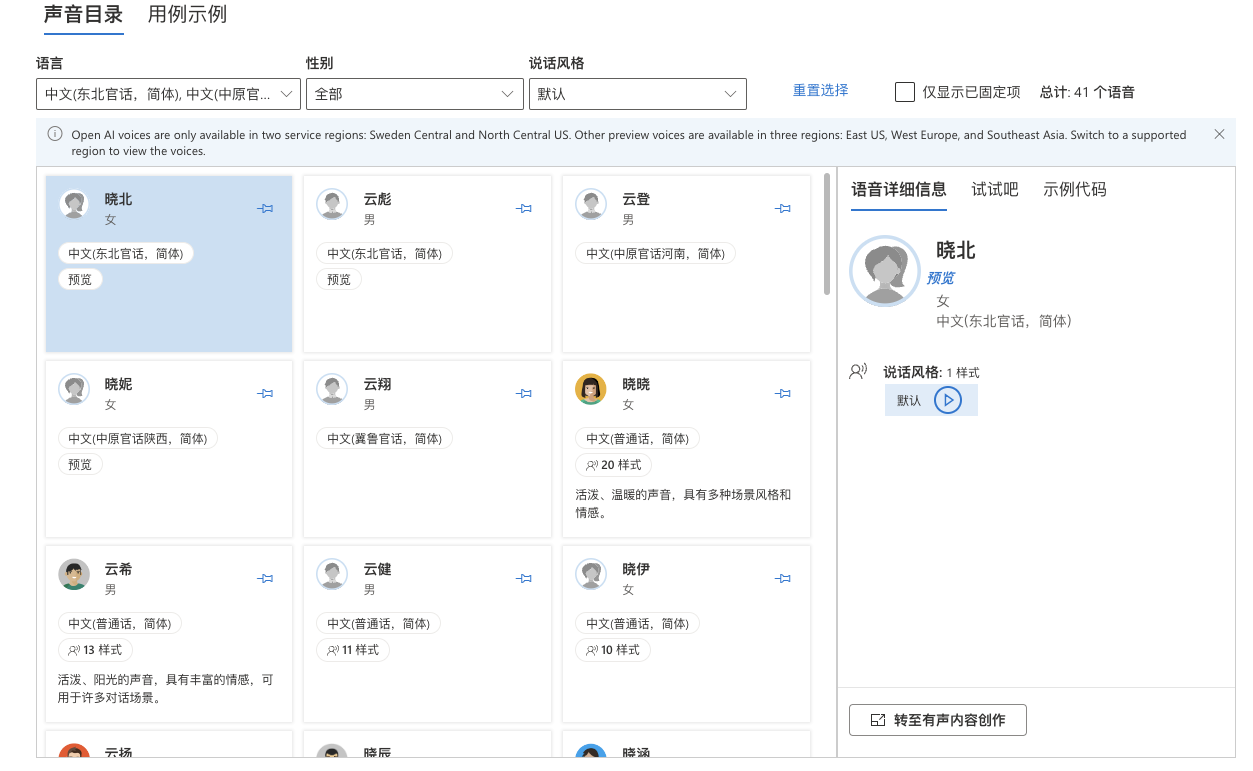 声音目录 用例示例
语言 性别 说话风格
中文(东北官话，简体), 中文(中原官... 全部 默认 重置选择 仅显示已固定项 总计: 41 个语音
Open AI voices are only available in two service regions: Sweden Central and North Central US. Other preview voices are available in three regions: East US, West Europe, and Southeast Asia. Switch to a supported
region to view the voices.
晓北
女
中文(东北官话，简体)
预览
云彪
男
中文(东北官话，简体)
预览
云登
男
中文(中原官话河南，简体)
晓妮
女
中文(中原官话陕西，简体)
预览
云翔
男
中文(冀鲁官话，简体)
晓晓
女
中文(普通话，简体)
20 样式
活泼、温暖的声音，具有多种场景风格和
情感。
云希
男
中文(普通话，简体)
13 样式
活泼、阳光的声音，具有丰富的情感，可
用于许多对话场景。
云健
男
中文(普通话，简体)
11 样式
晓伊
女
中文(普通话，简体)
10 样式
云扬
晓辰
晓涵
语音详细信息 试试吧 示例代码
晓北
预览
女
中文(东北官话，简体)
说话风格: 1 样式
默认
转至有声内容创作